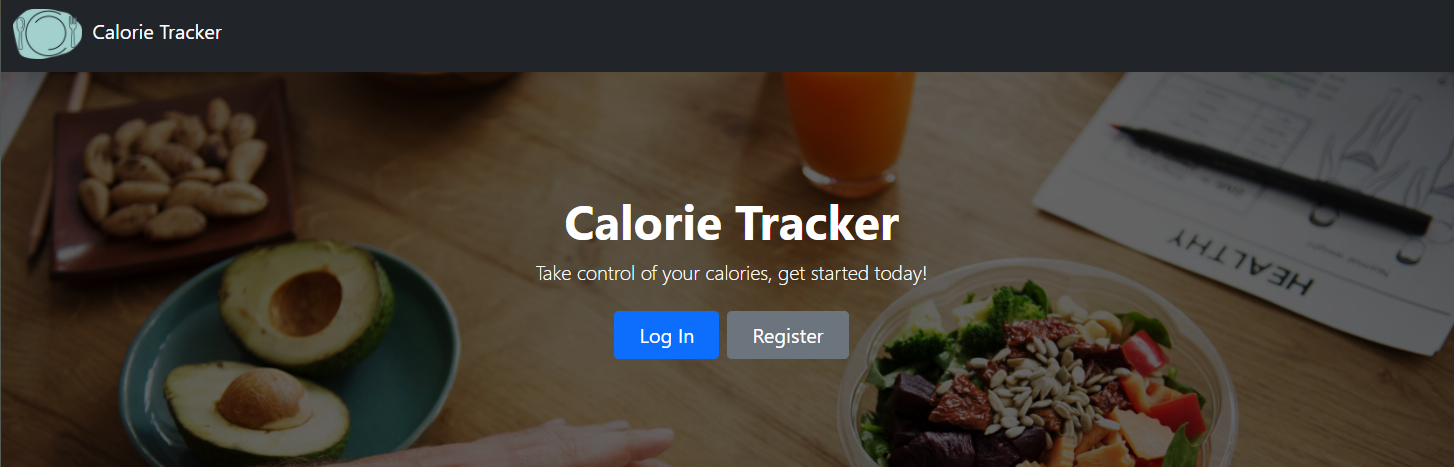 Calorie Tracker
Calorie Tracker
Take control of your calories, get started today!
Log In
Register
HEALTHY